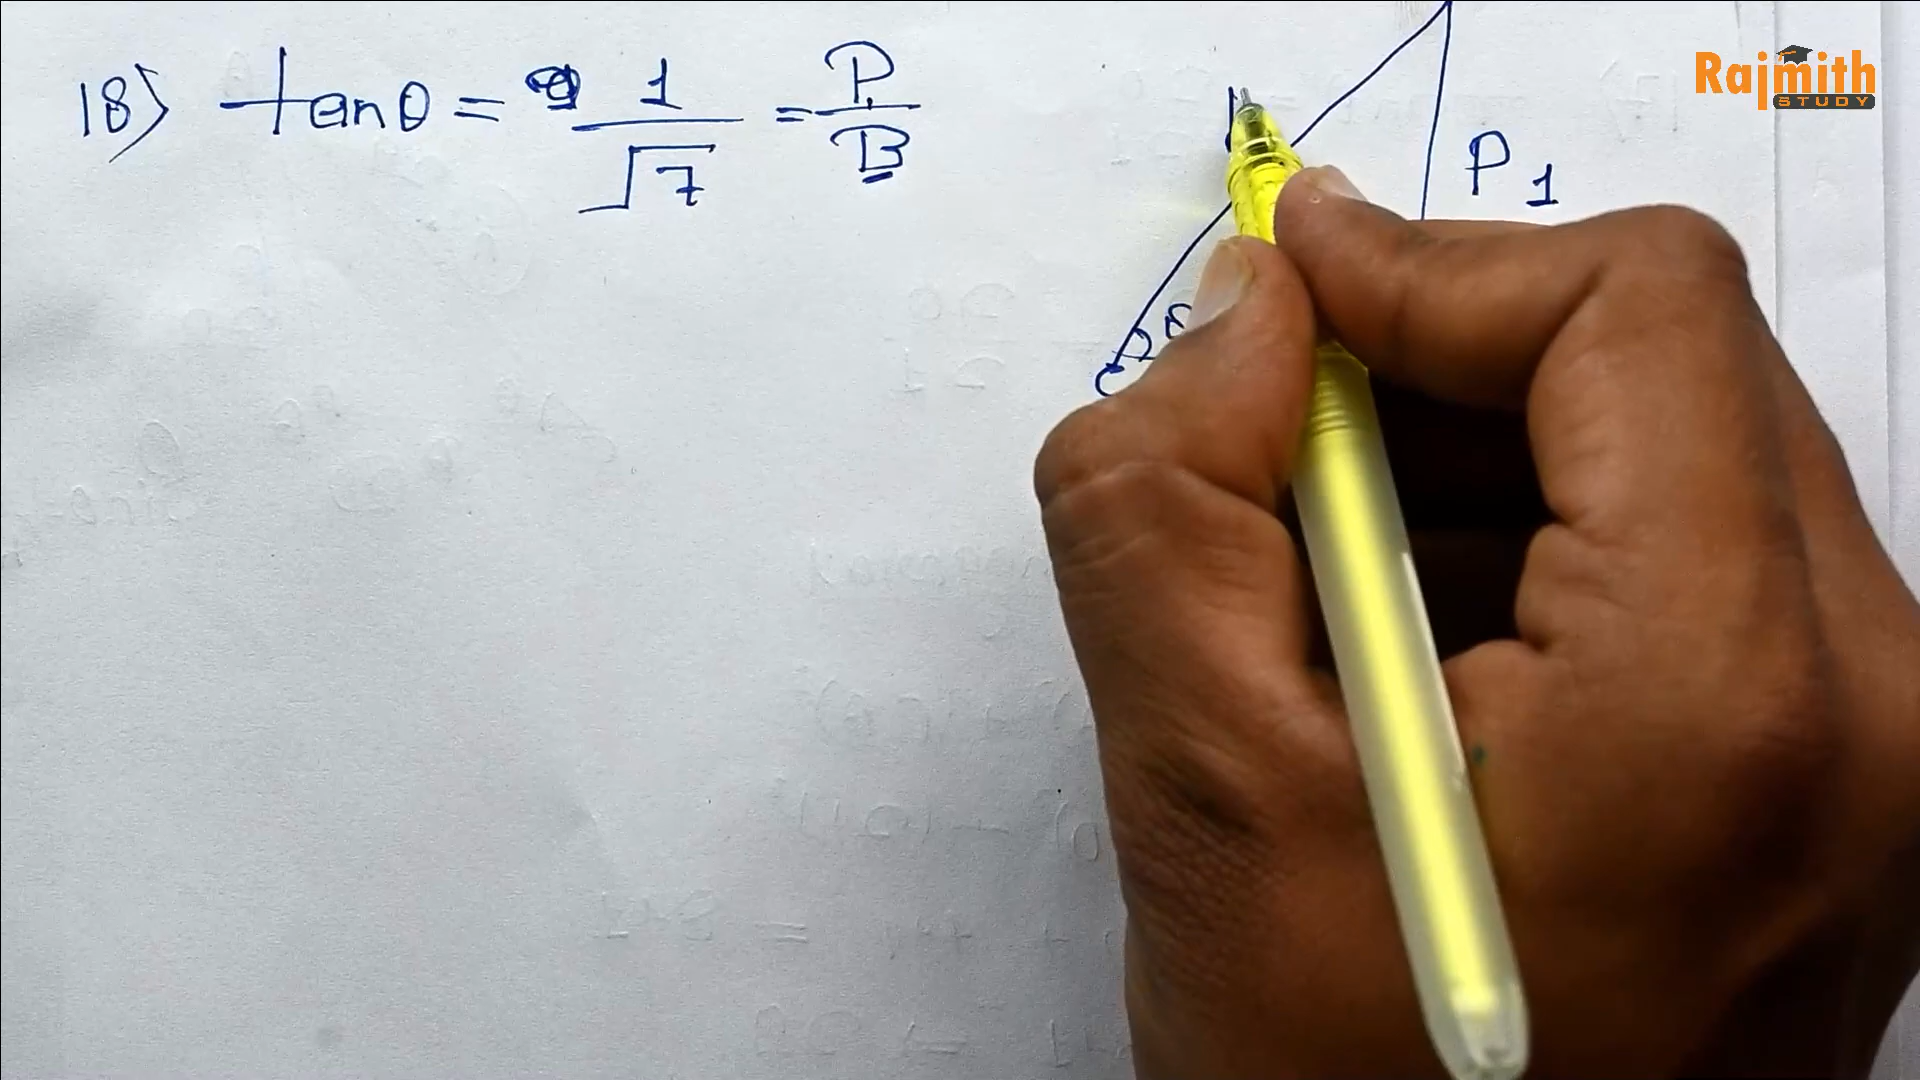 18) tanθ = 1/√7 = P/B
P 1
C
Rajmith
STUDY